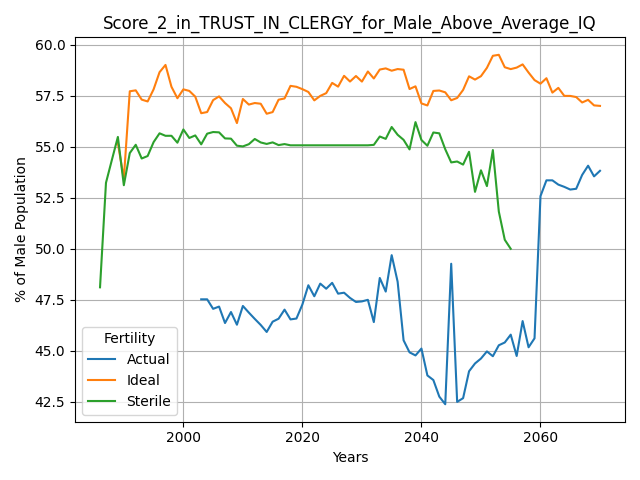 Score_2_in_TRUST_IN_CLERGY_for_Male_Above_Average_IQ
60.0
57.5
55.0
52.5
50.0
47.5
45.0
42.5
% of Male Population
Fertility
Actual
Ideal
Sterile
2000
2020
2040
2060
Years